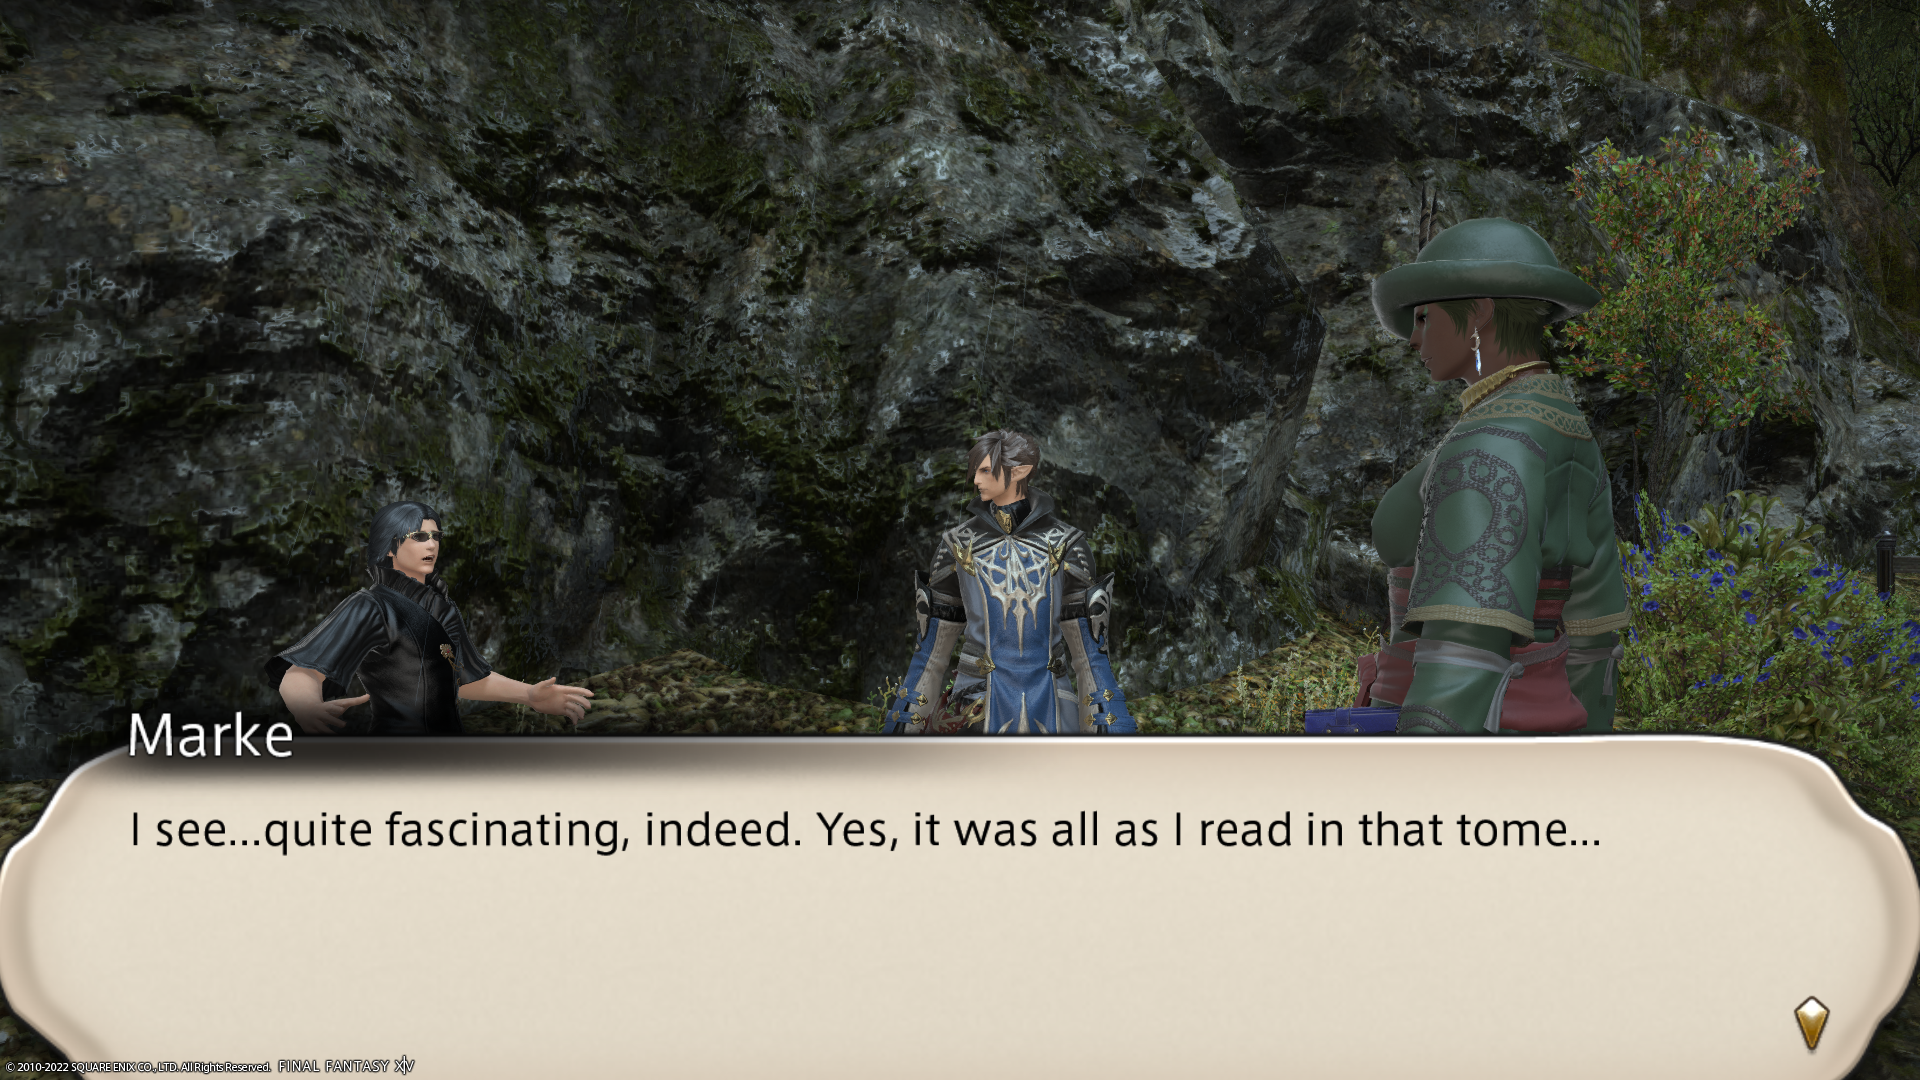 Marke
I see...quite fascinating, indeed. Yes, it was all as I read in that tome...
© 2010-2022 SQUARE ENIX CO., LTD. All Rights Reserved. FINAL FANTASY XIV